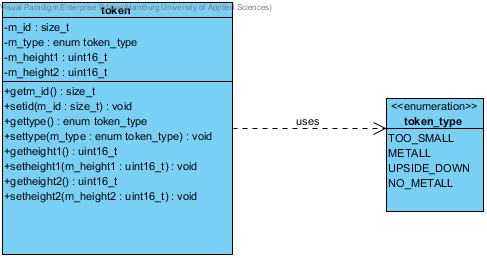 Visual Paradigm Enterprise Edition(Hamburg University of Applied Sciences)
token
-m_id : size_t
-m_type : enum token_type
-m_height1 : uint16_t
-m_height2 : uint16_t
+getm_id() : size_t
+setid(m_id : size_t) : void
+gettype() : enum token_type
+settype(m_type : enum token_type) : void
+getheight1() : uint16_t
+setheight1(m_height1 : uint16_t) : void
+getheight2() : uint16_t
+setheight2(m_height2 : uint16_t) : void
uses
<<enumeration>>
token_type
TOO_SMALL
METALL
UPSIDE_DOWN
NO_METALL